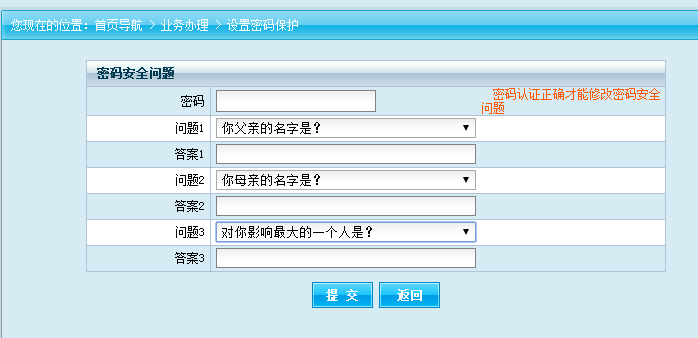 您现在的位置：首页导航 > 业务办理 > 设置密码保护
密码安全问题
密码
密码认证正确才能修改密码安全
问题
问题1 你父亲的名字是？
答案1
问题2 你母亲的名字是？
答案2
问题3 对你影响最大的一个人是？
答案3
提 交 返回